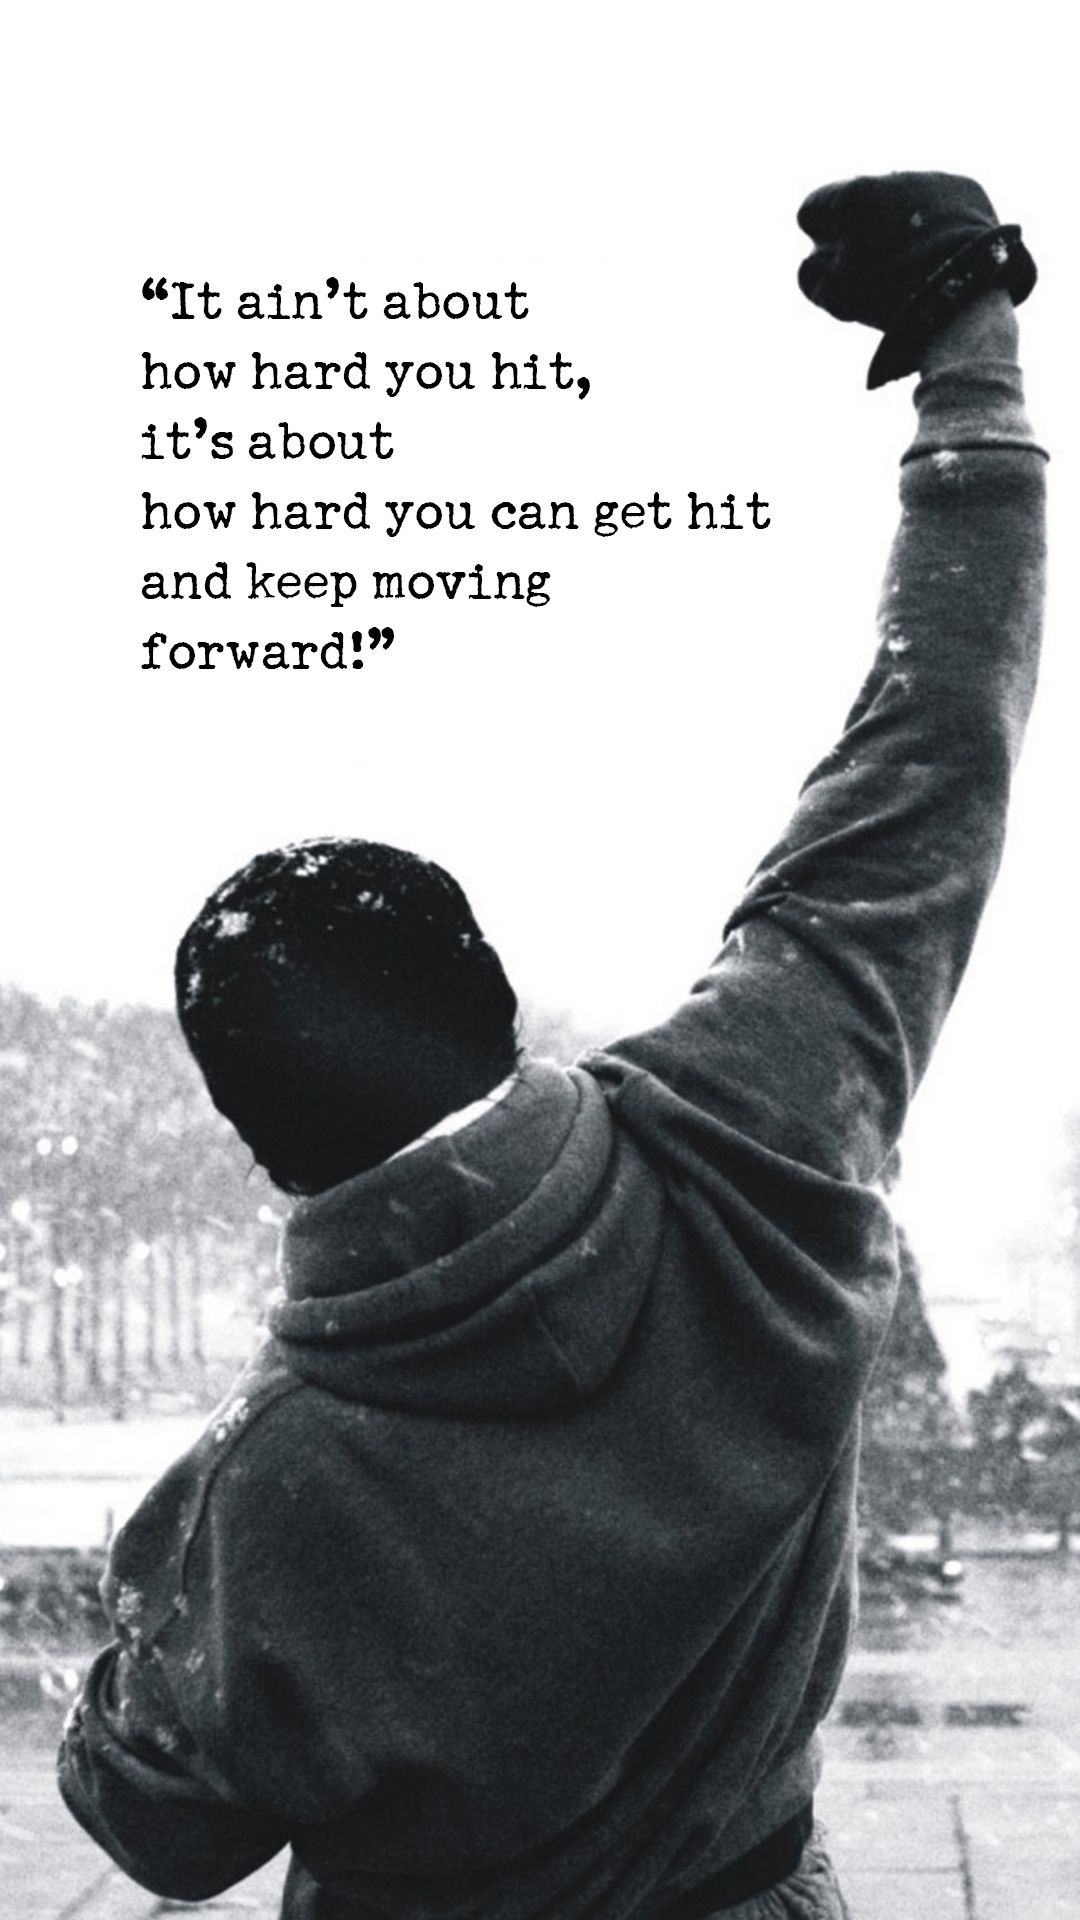 “It ain’t about
how hard you hit,
it’s about
how hard you can get hit
and keep moving
forward!”